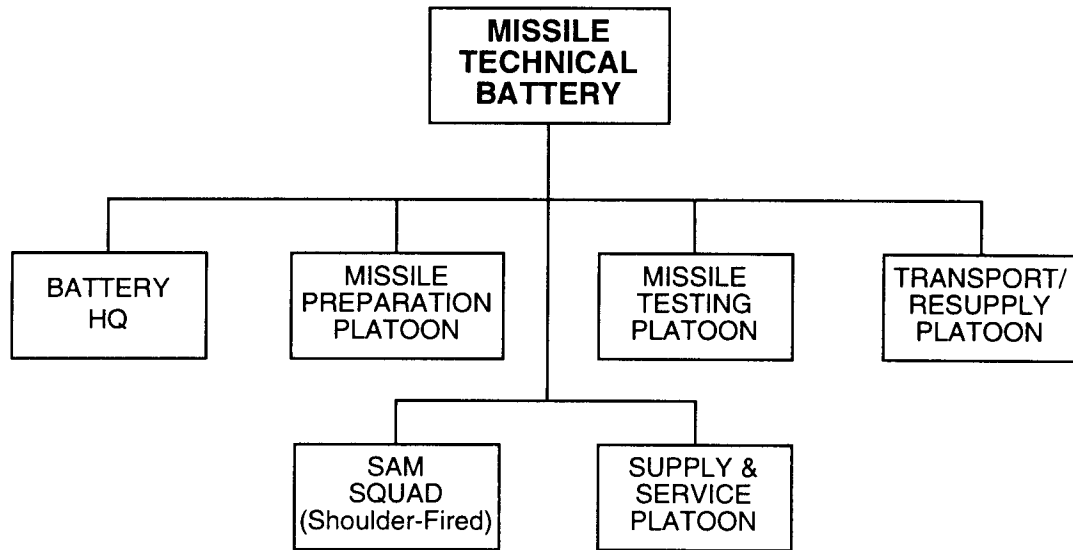 MISSILE
TECHNICAL
BATTERY
BATTERY
HQ
MISSILE
PREPARATION
PLATOON
MISSILE
TESTING
PLATOON
TRANSPORT/
RESUPPLY
PLATOON
SAM
SQUAD
(Shoulder-Fired)
SUPPLY &
SERVICE
PLATOON